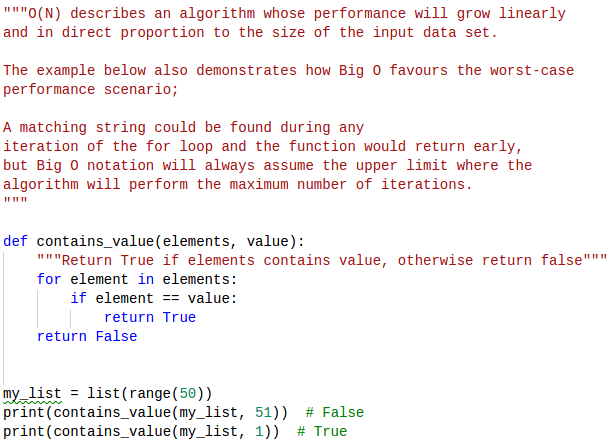 """O(N) describes an algorithm whose performance will grow linearly
and in direct proportion to the size of the input data set.

The example below also demonstrates how Big O favours the worst-case
performance scenario;

A matching string could be found during any
iteration of the for loop and the function would return early,
but Big O notation will always assume the upper limit where the
algorithm will perform the maximum number of iterations.
"""

def contains_value(elements, value):
    """Return True if elements contains value, otherwise return false"""
    for element in elements:
        if element == value:
            return True
    return False


my_list = list(range(50))
print(contains_value(my_list, 51))  # False
print(contains_value(my_list, 1))  # True